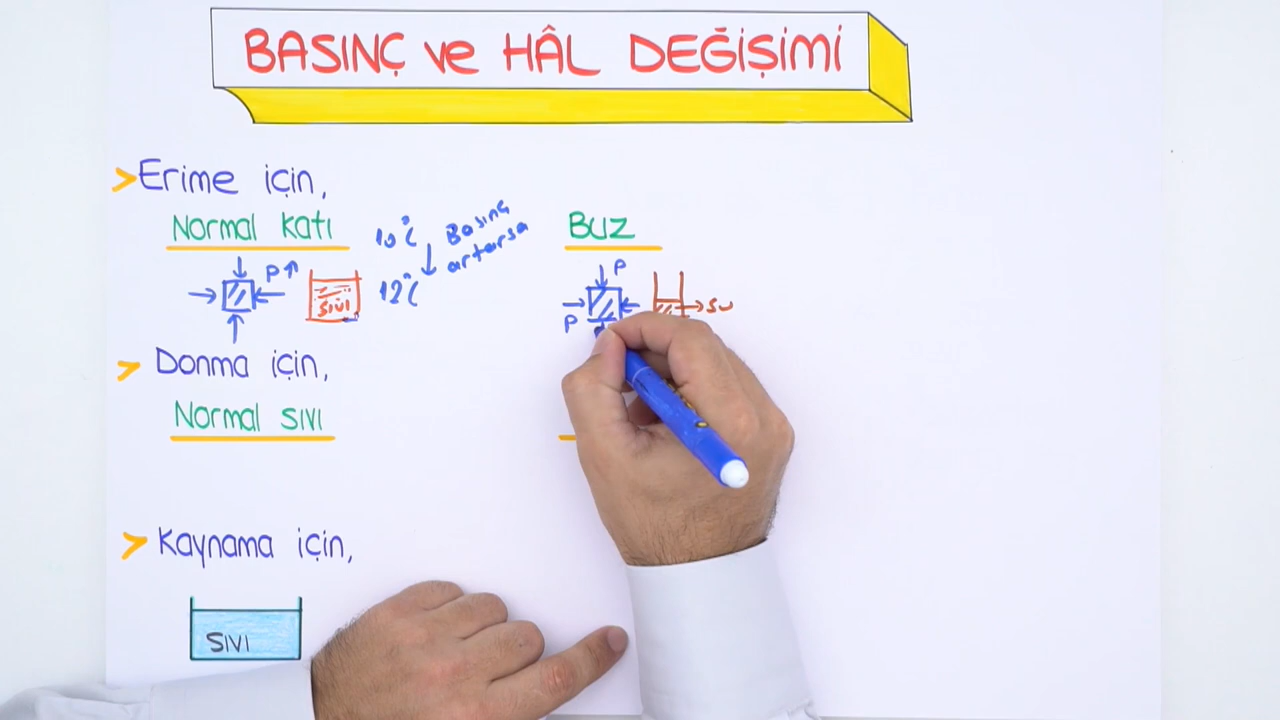 BASINÇ ve HÂL DEĞİŞİMİ
> Erime için,
Normal Katı
10°C
Basınç
artarsa
12°C
P↑
SIVI
BUZ
P
P
su
> Donma için,
Normal sıvı
> Kaynama için,
SIVI